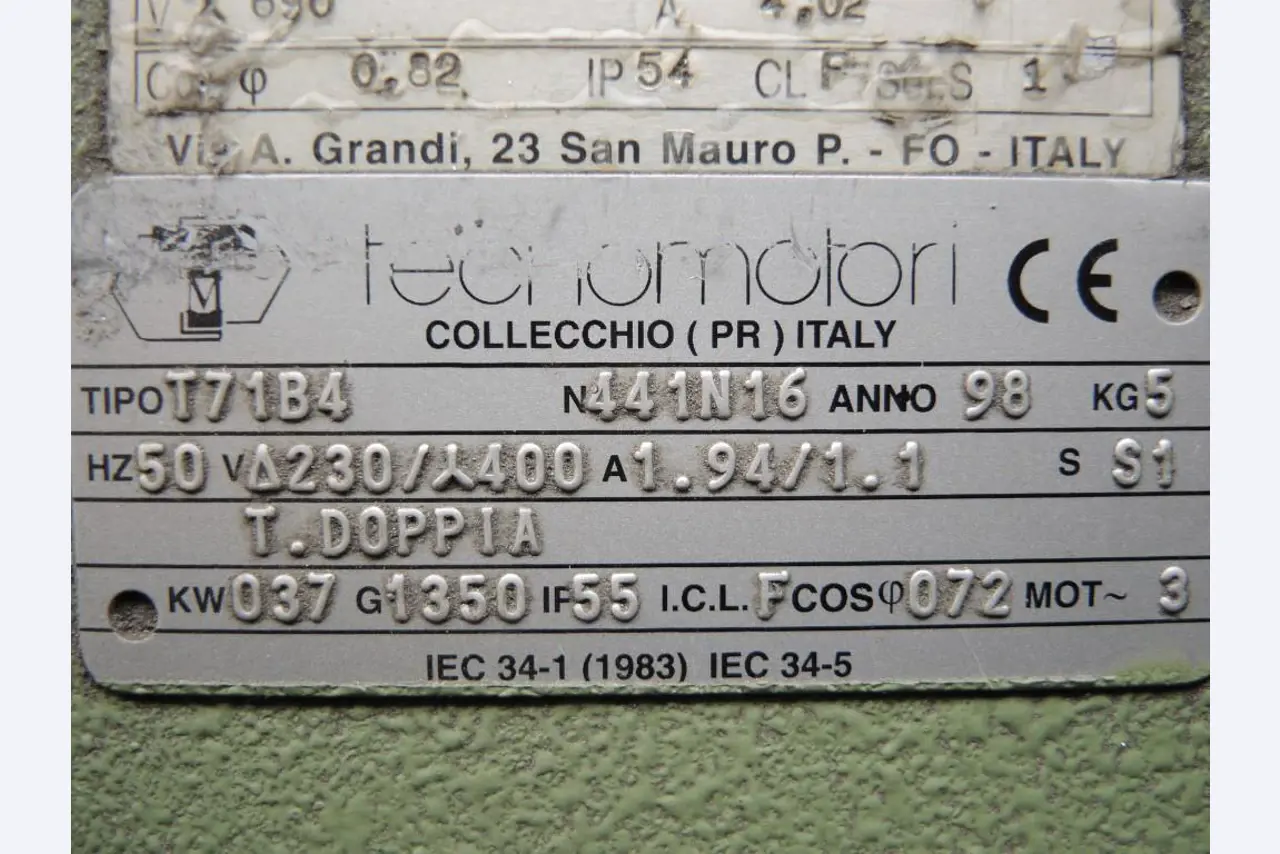 V 690 A 4,02
Cos φ 0,82 IP 54 CL F S 1
Via A. Grandi, 23 San Mauro P. - FO - ITALY
M
tecnomotori CE
COLLECCHIO ( PR ) ITALY
TIPO T71B4 N 441N16 ANNO 98 KG 5
HZ 50 V Δ230/⅄400 A 1.94/1.1 S S1
T.DOPPIA
KW 037 G 1350 IP 55 I.C.L. F COSφ 072 MOT~ 3
IEC 34-1 (1983) IEC 34-5